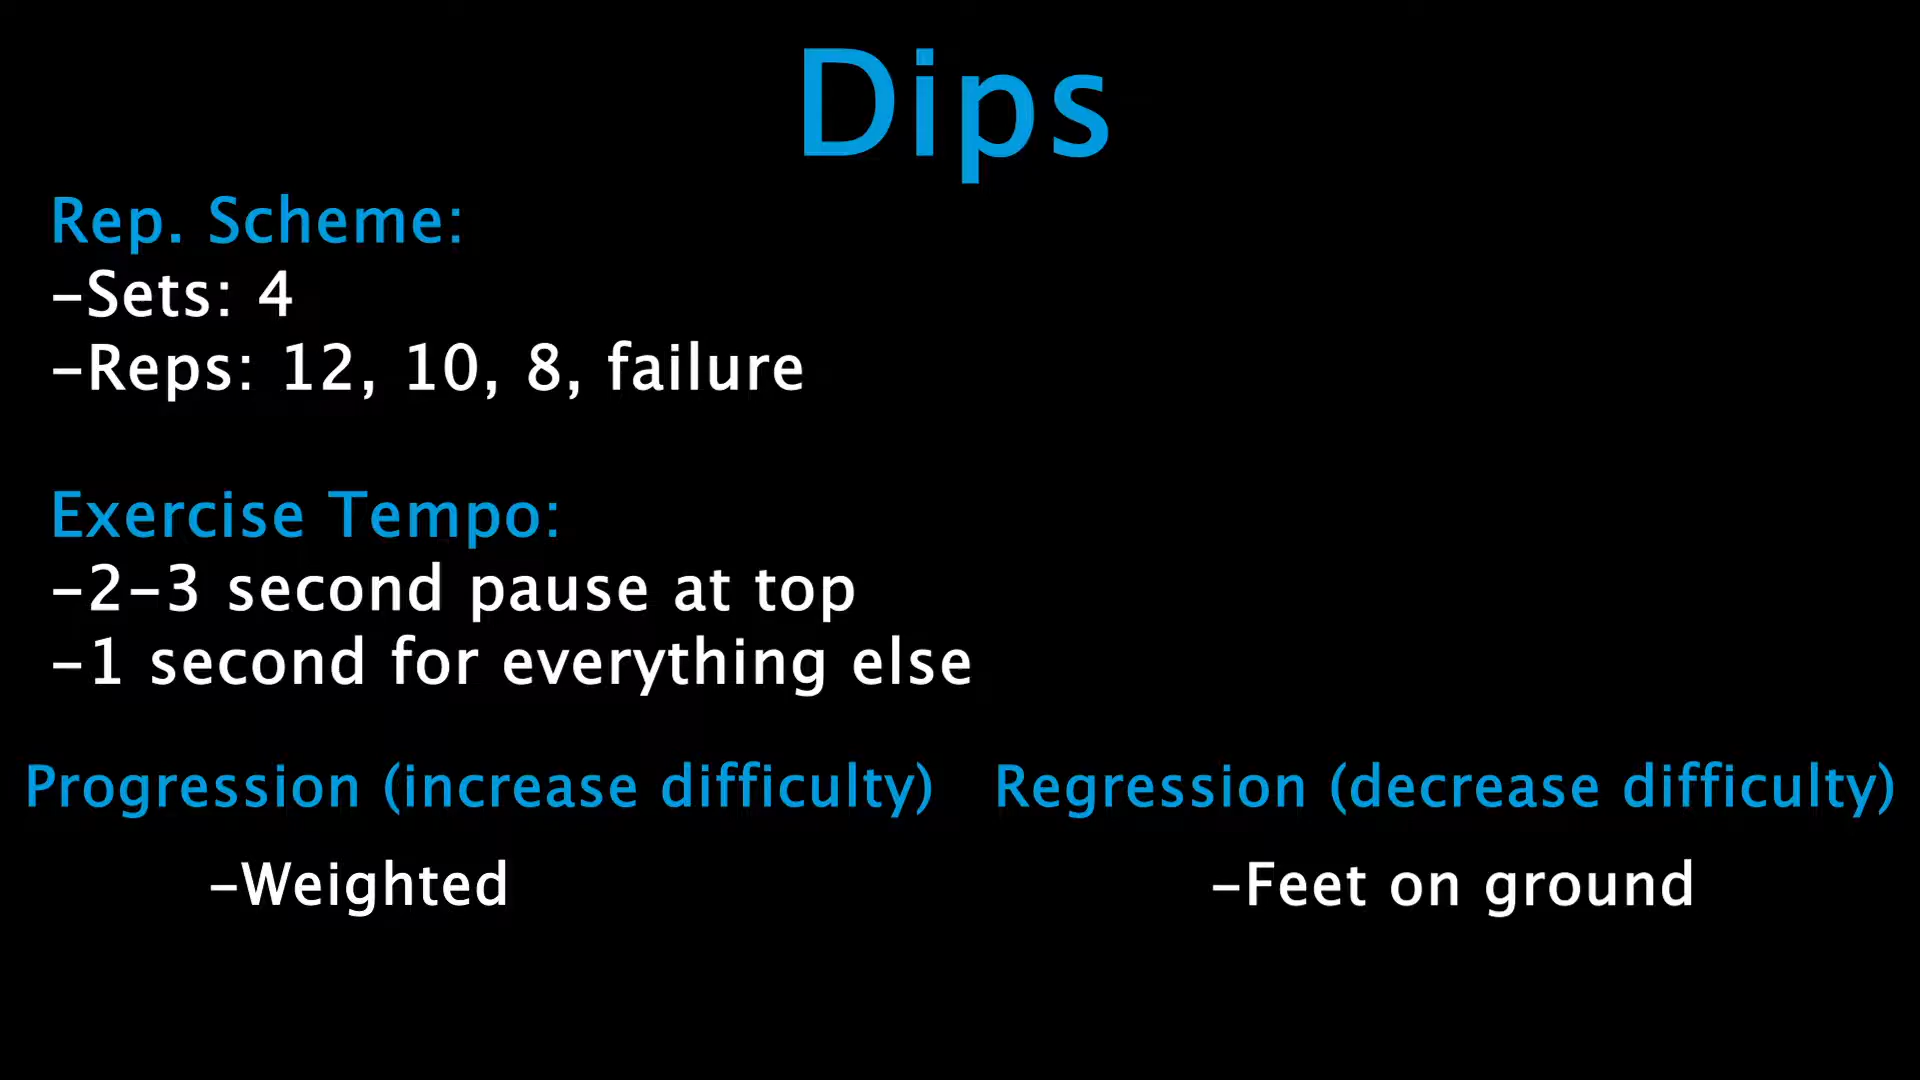 Dips
Rep. Scheme:
-Sets: 4
-Reps: 12, 10, 8, failure
Exercise Tempo:
-2-3 second pause at top
-1 second for everything else
Progression (increase difficulty)
-Weighted
Regression (decrease difficulty)
-Feet on ground